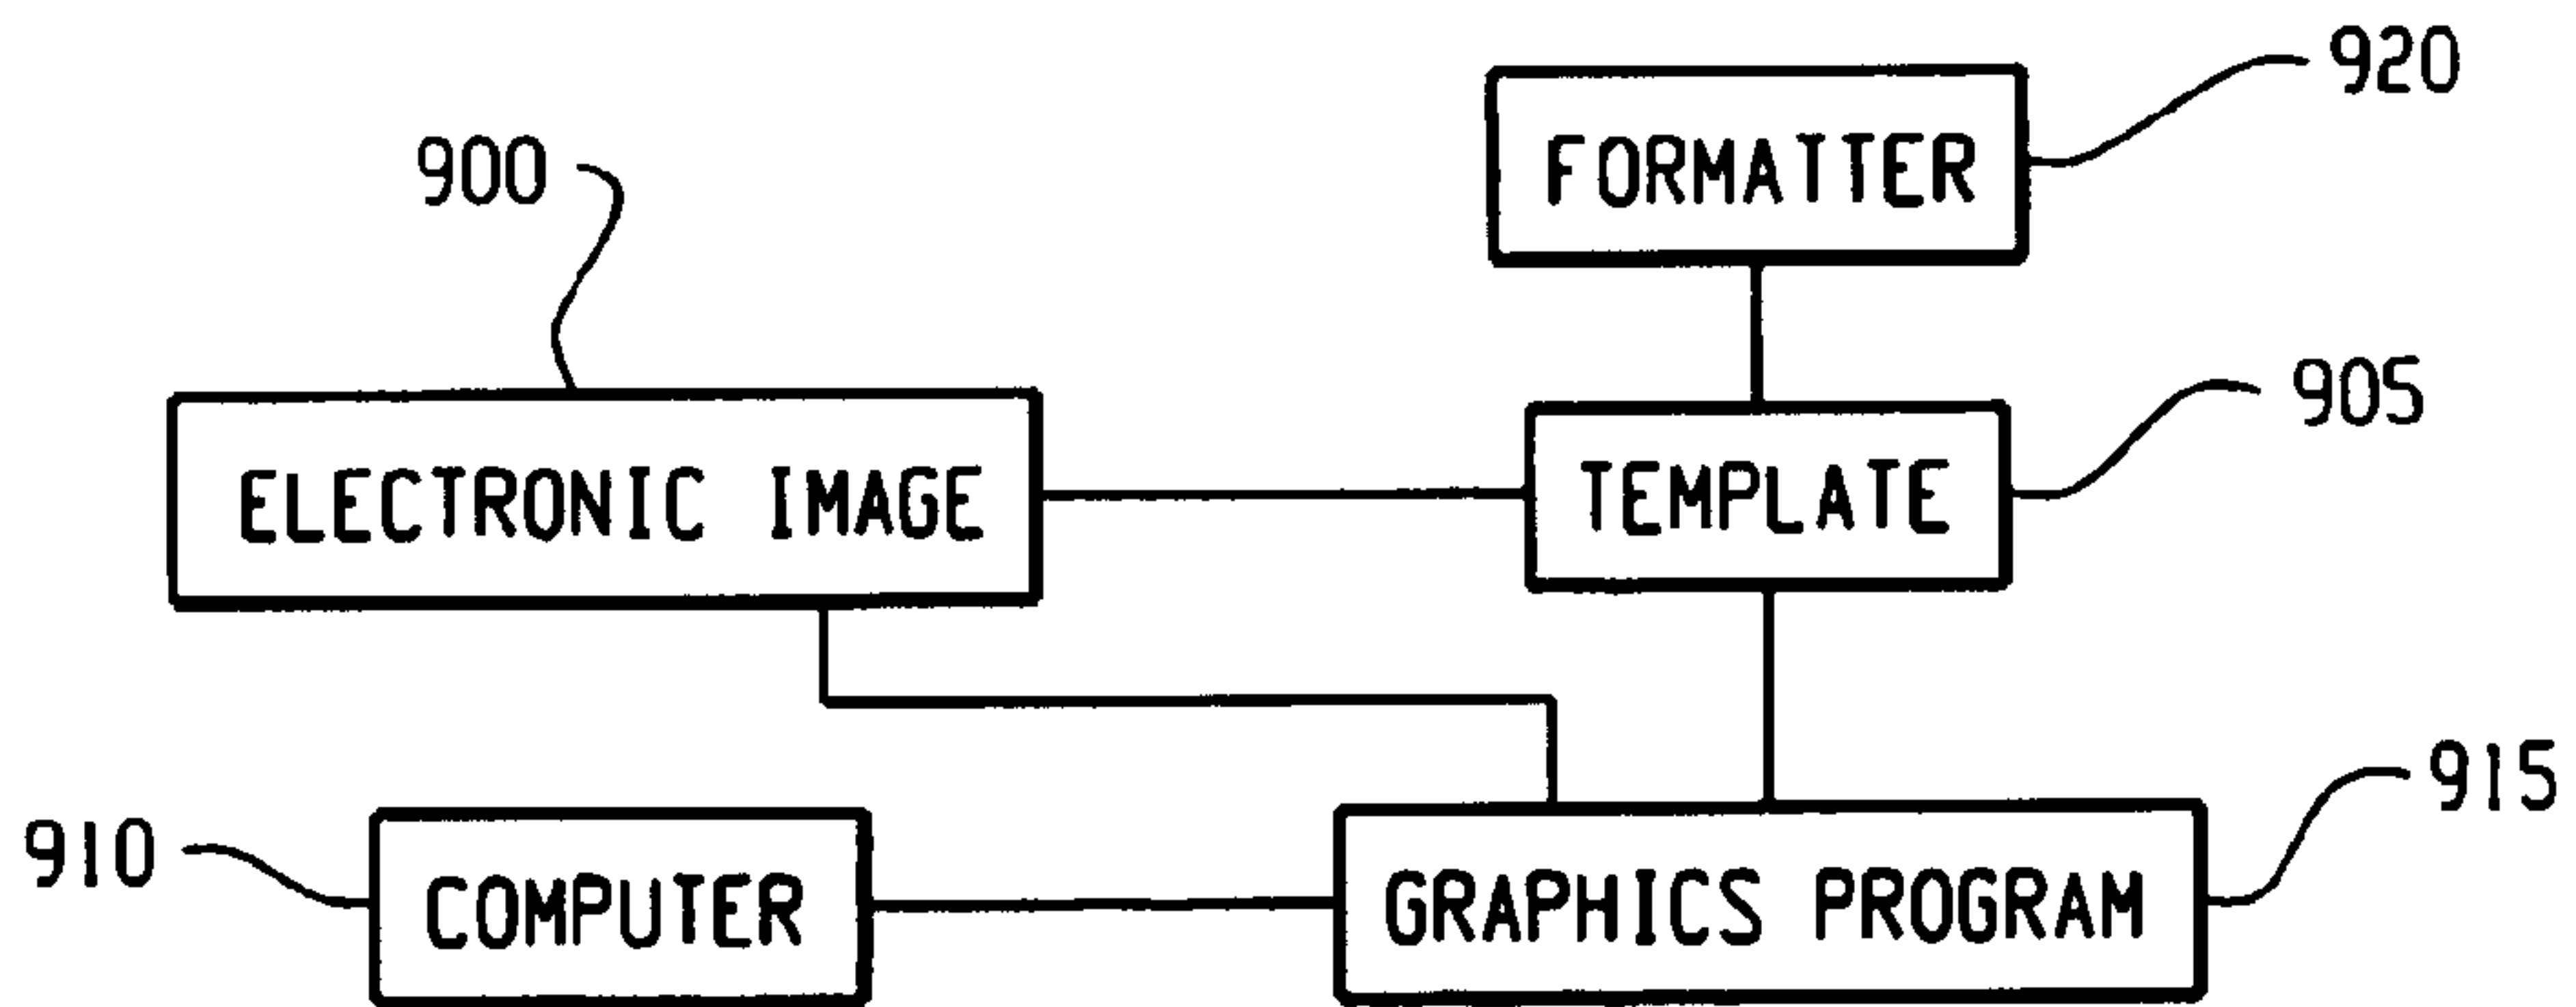 920
FORMATTER
900
905
ELECTRONIC IMAGE
TEMPLATE
915
910
COMPUTER
GRAPHICS PROGRAM